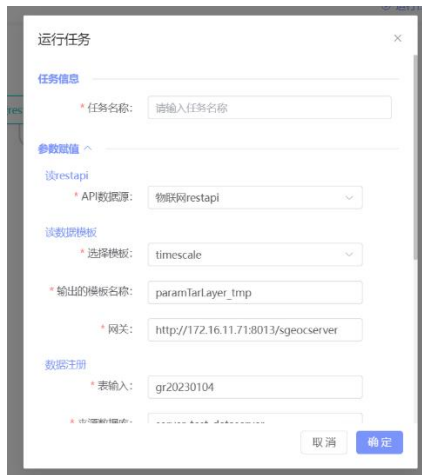 运行任务
任务信息
* 任务名称: 请输入任务名称
参数赋值
读restapi
* API数据源: 物联网restapi
读数据模板
* 选择模板: timescale
* 输出的模板名称: paramTarLayer_tmp
* 网关: http://172.16.11.71:8013/sgeocserver
数据注册
* 表输入: gr20230104
取消 确定